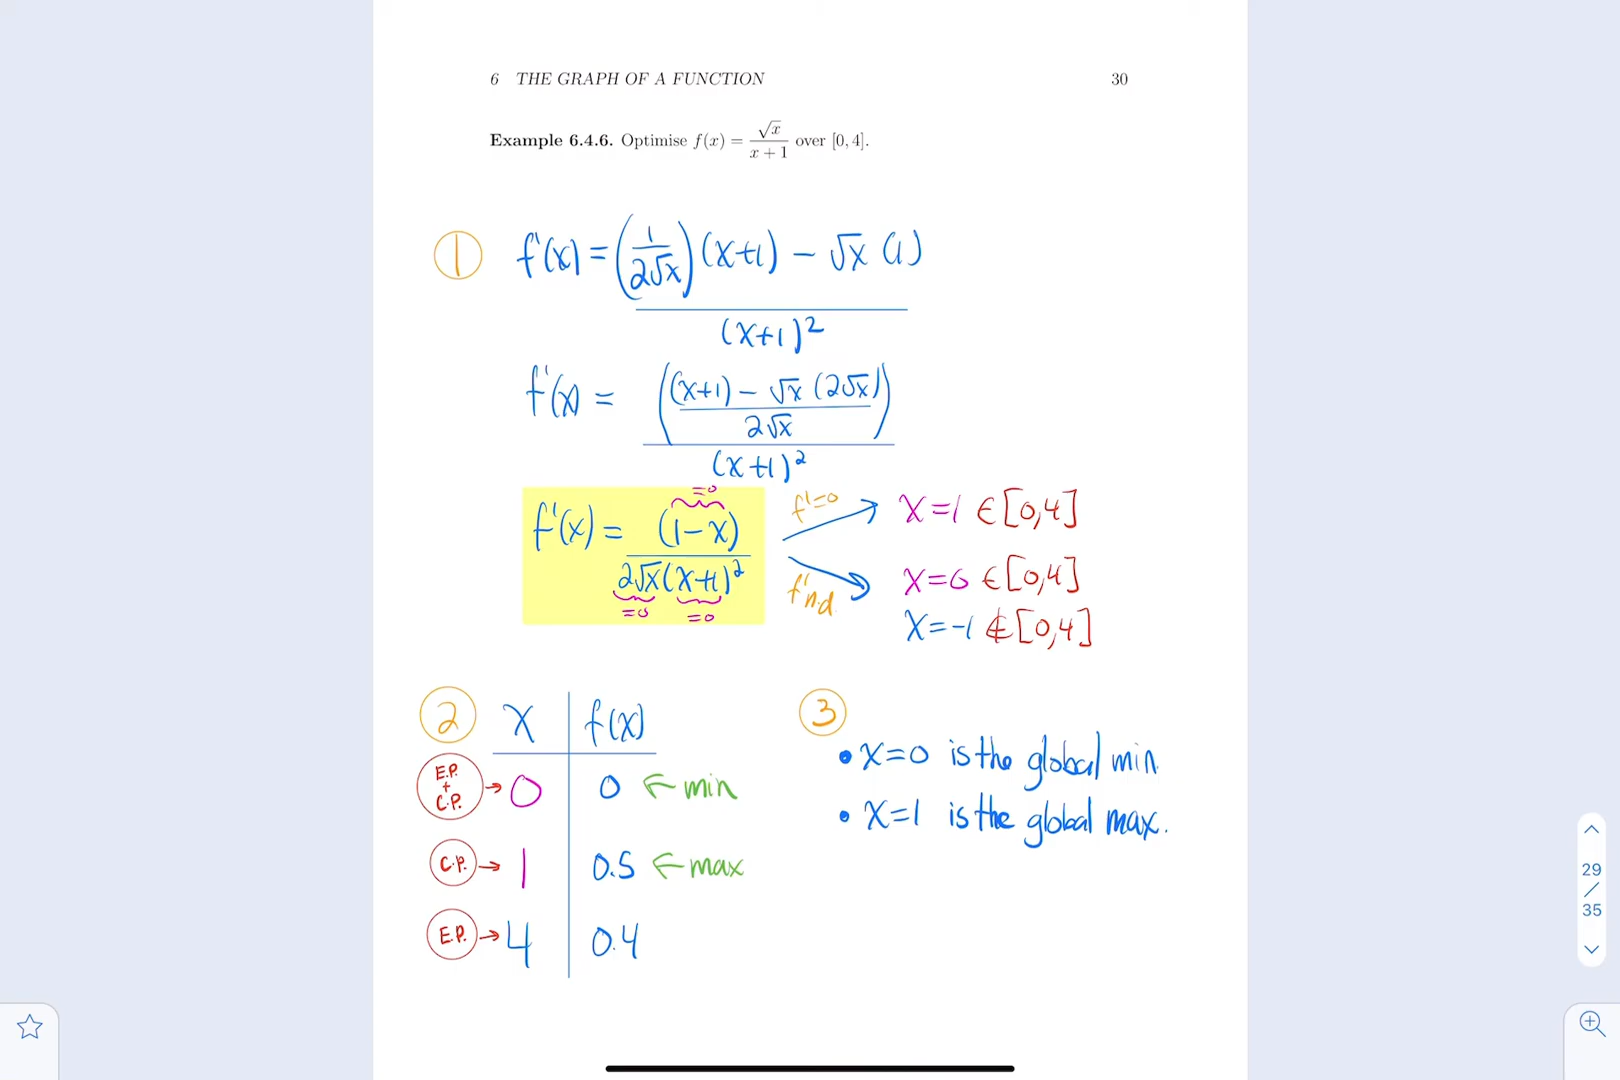 6 THE GRAPH OF A FUNCTION 30
Example 6.4.6. Optimise f(x) = √x / (x + 1) over [0, 4].
① f'(x) = ((1/(2√x))(x+1) − √x (1)) / (x+1)²
f'(x) = (((x+1) − √x (2√x)) / (2√x)) / (x+1)²
=0
f'(x) = (1−x) / (2√x(x+1)²)
=0 =0
f'=0 x=1 ∈ [0,4]
f' n.d. x=0 ∈ [0,4]
x=−1 ∉ [0,4]
② x f(x)
E.P. + C.P. → 0 0 ← min
C.P. → 1 0.5 ← max
E.P. → 4 0.4
③
• x=0 is the global min.
• x=1 is the global max.
29
/
35